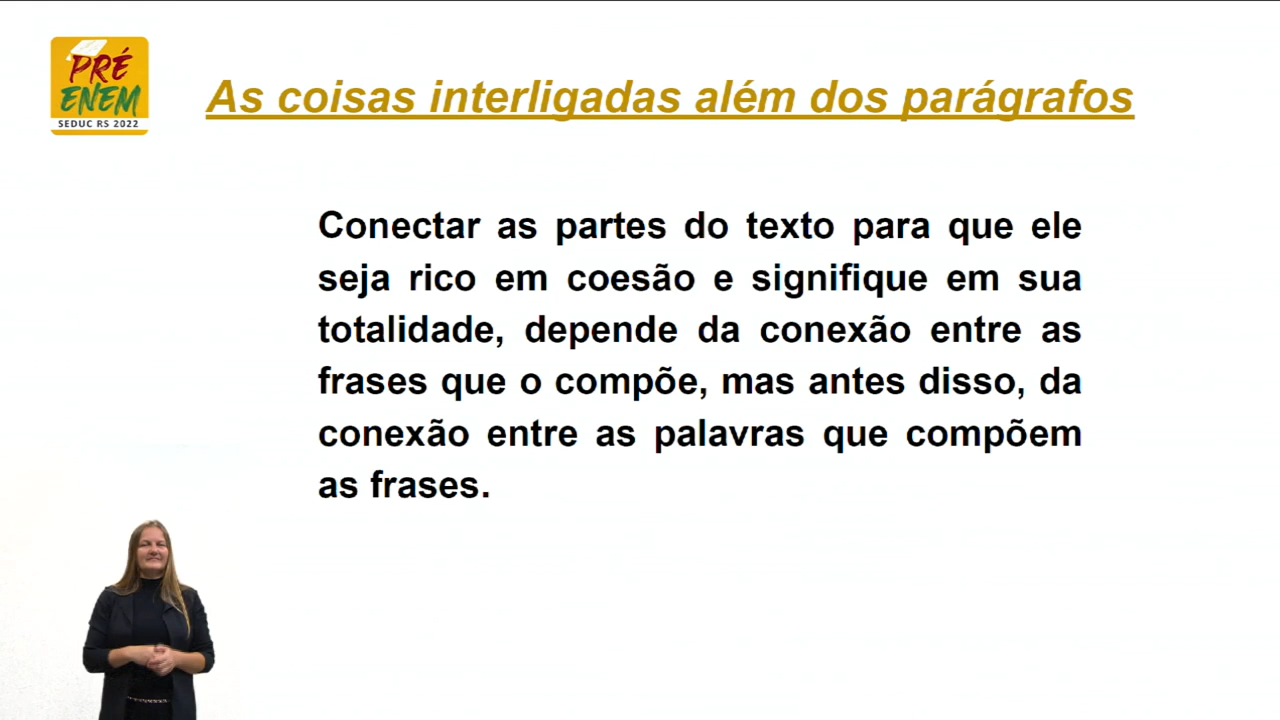 PRÉ
ENEM
SEDUC RS 2022
As coisas interligadas além dos parágrafos
Conectar as partes do texto para que ele
seja rico em coesão e signifique em sua
totalidade, depende da conexão entre as
frases que o compõe, mas antes disso, da
conexão entre as palavras que compõem
as frases.